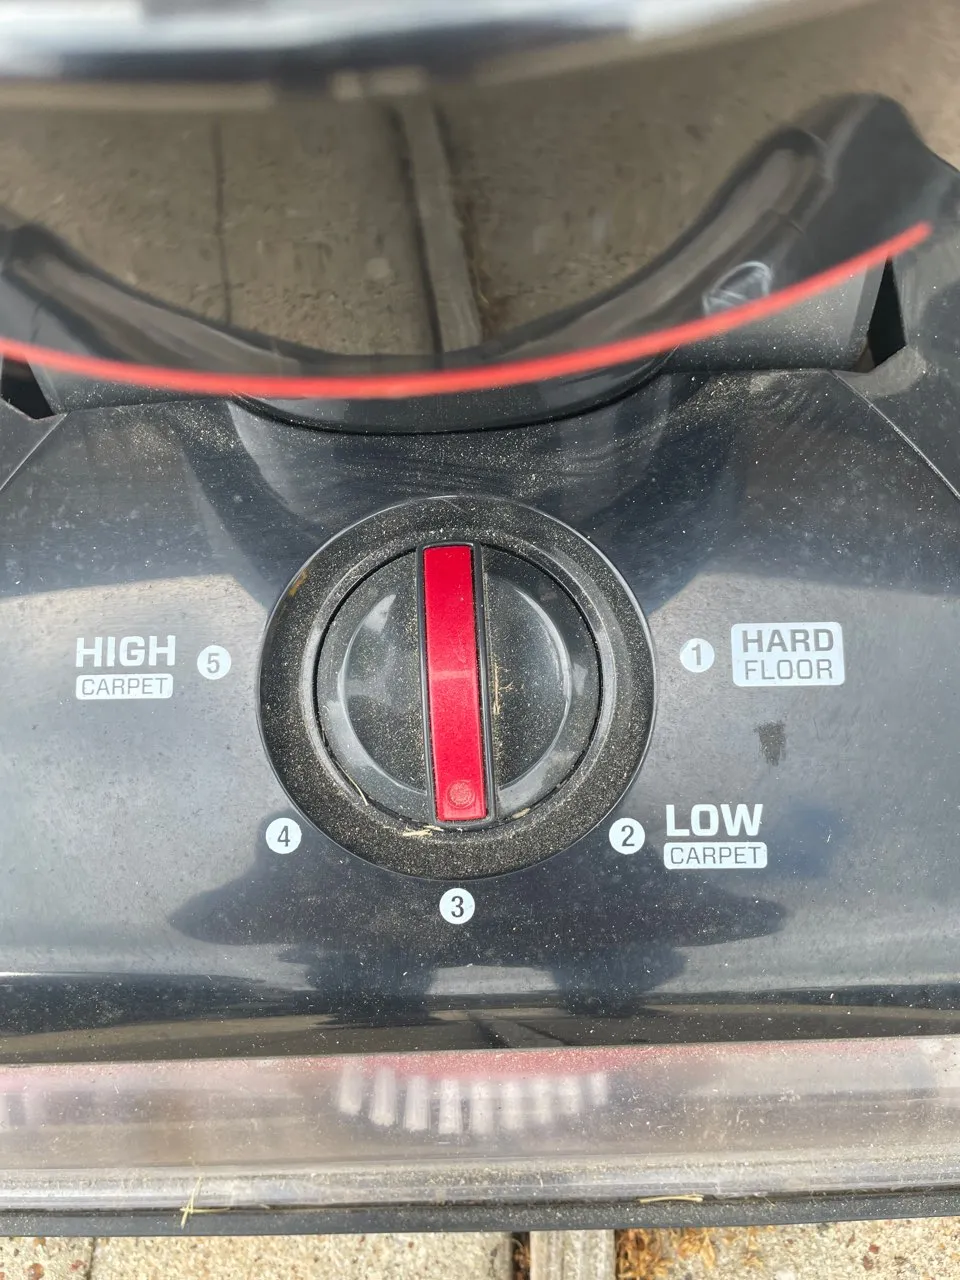 HIGH
CARPET
5
1
HARD
FLOOR
4
2
LOW
CARPET
3